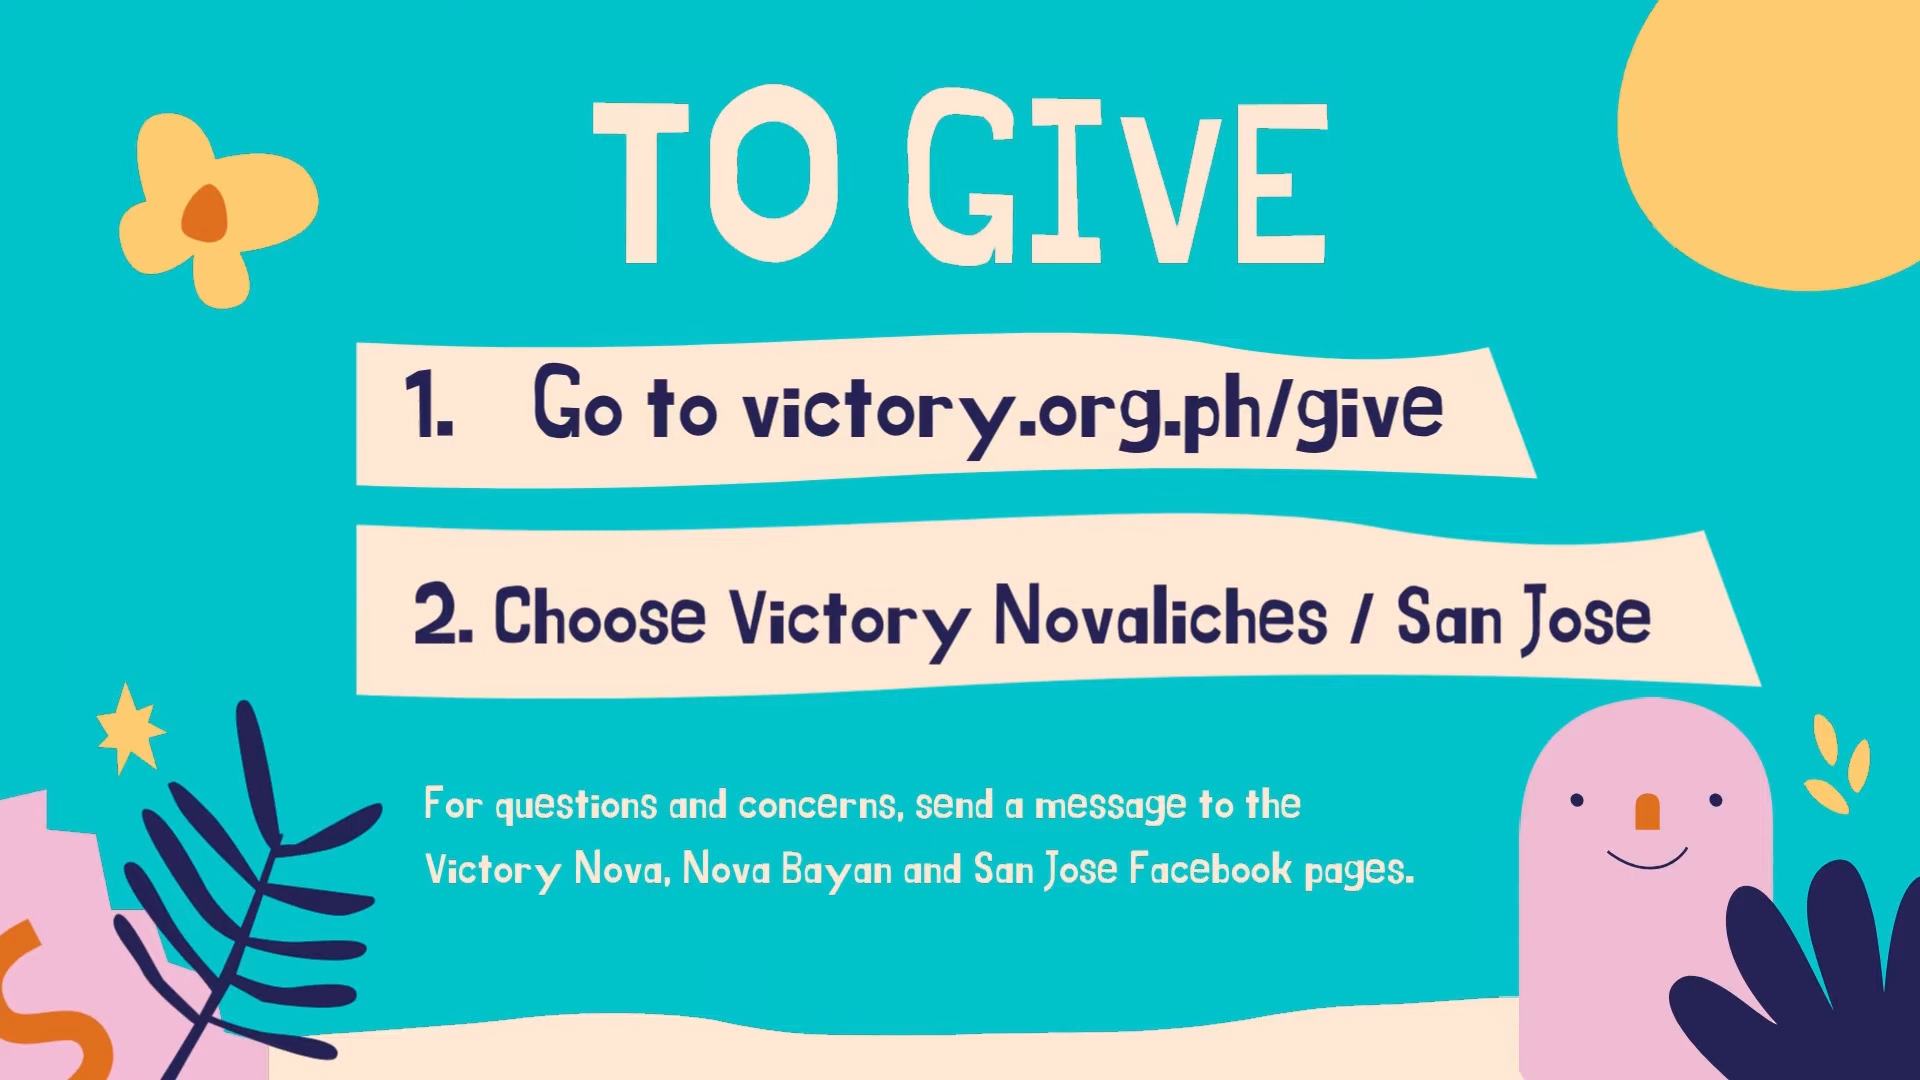 TO GIVE
1. Go to victory.org.ph/give
2. Choose Victory Novaliches / San Jose
For questions and concerns, send a message to the
Victory Nova, Nova Bayan and San Jose Facebook pages.
S